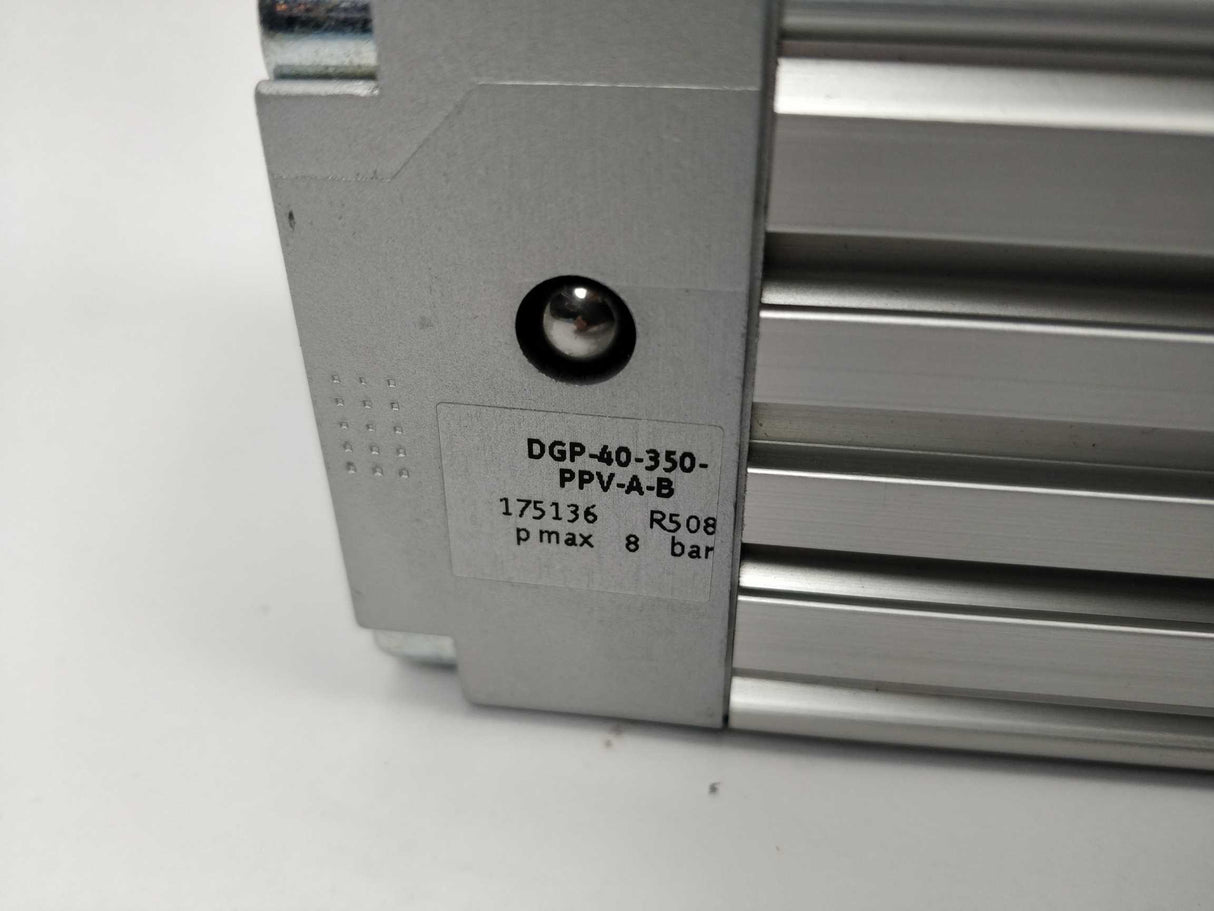 DGP-40-350-
PPV-A-B
175136 R508
p max 8 bar